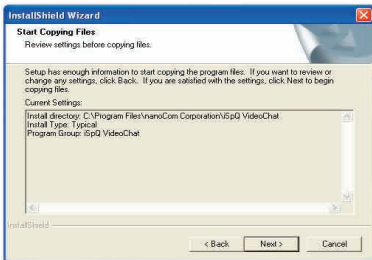 InstallShield Wizard
Start Copying Files
Review settings before copying files.
Setup has enough information to start copying the program files. If you want to review or
change any settings, click Back. If you are satisfied with the settings, click Next to begin
copying files.
Current Settings:
Install directory: C:\Program Files\nanoCom Corporation\iSpQ VideoChat
Install Type: Typical
Program Group: iSpQ VideoChat
InstallShield
< Back
Next >
Cancel